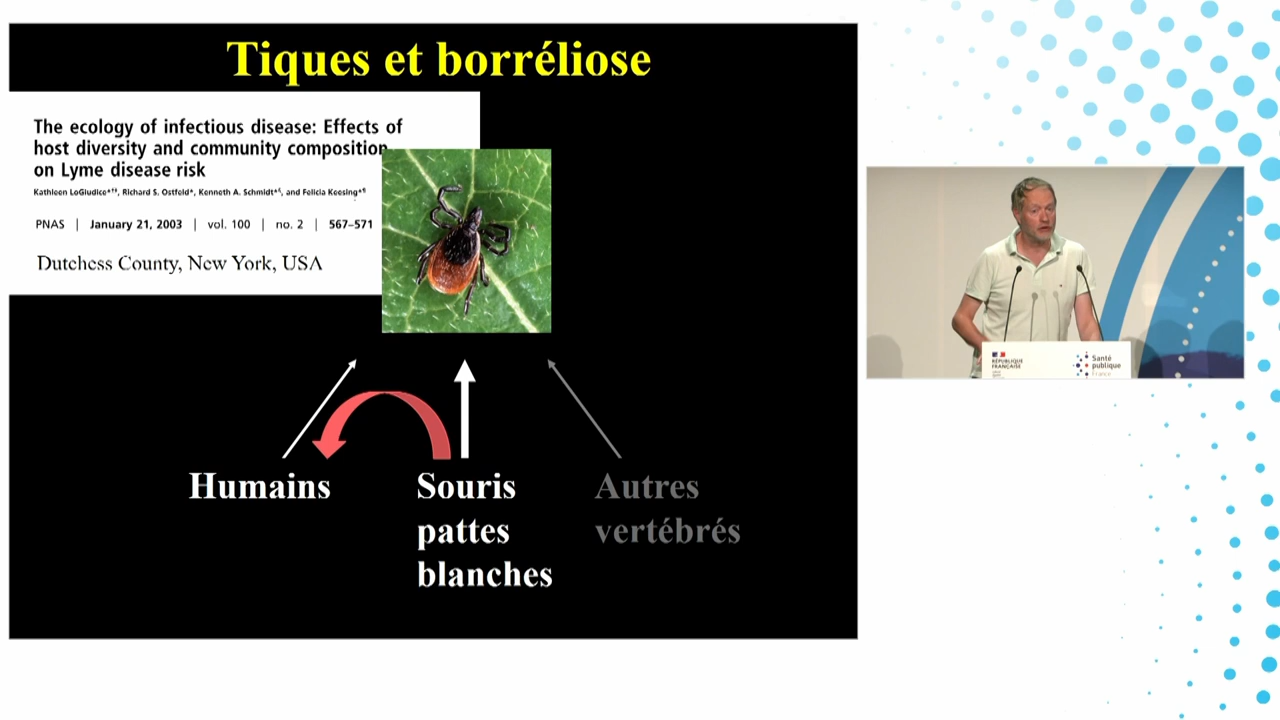 Tiques et borréliose
The ecology of infectious disease: Effects of
host diversity and community composition
on Lyme disease risk
Kathleen LoGiudice*†‡, Richard S. Ostfeld*, Kenneth A. Schmidt*§, and Felicia Keesing*¶
PNAS | January 21, 2003 | vol. 100 | no. 2 | 567–571
Dutchess County, New York, USA
Humains
Souris
pattes
blanches
Autres
vertébrés
RÉPUBLIQUE
FRANÇAISE
Santé
publique
France